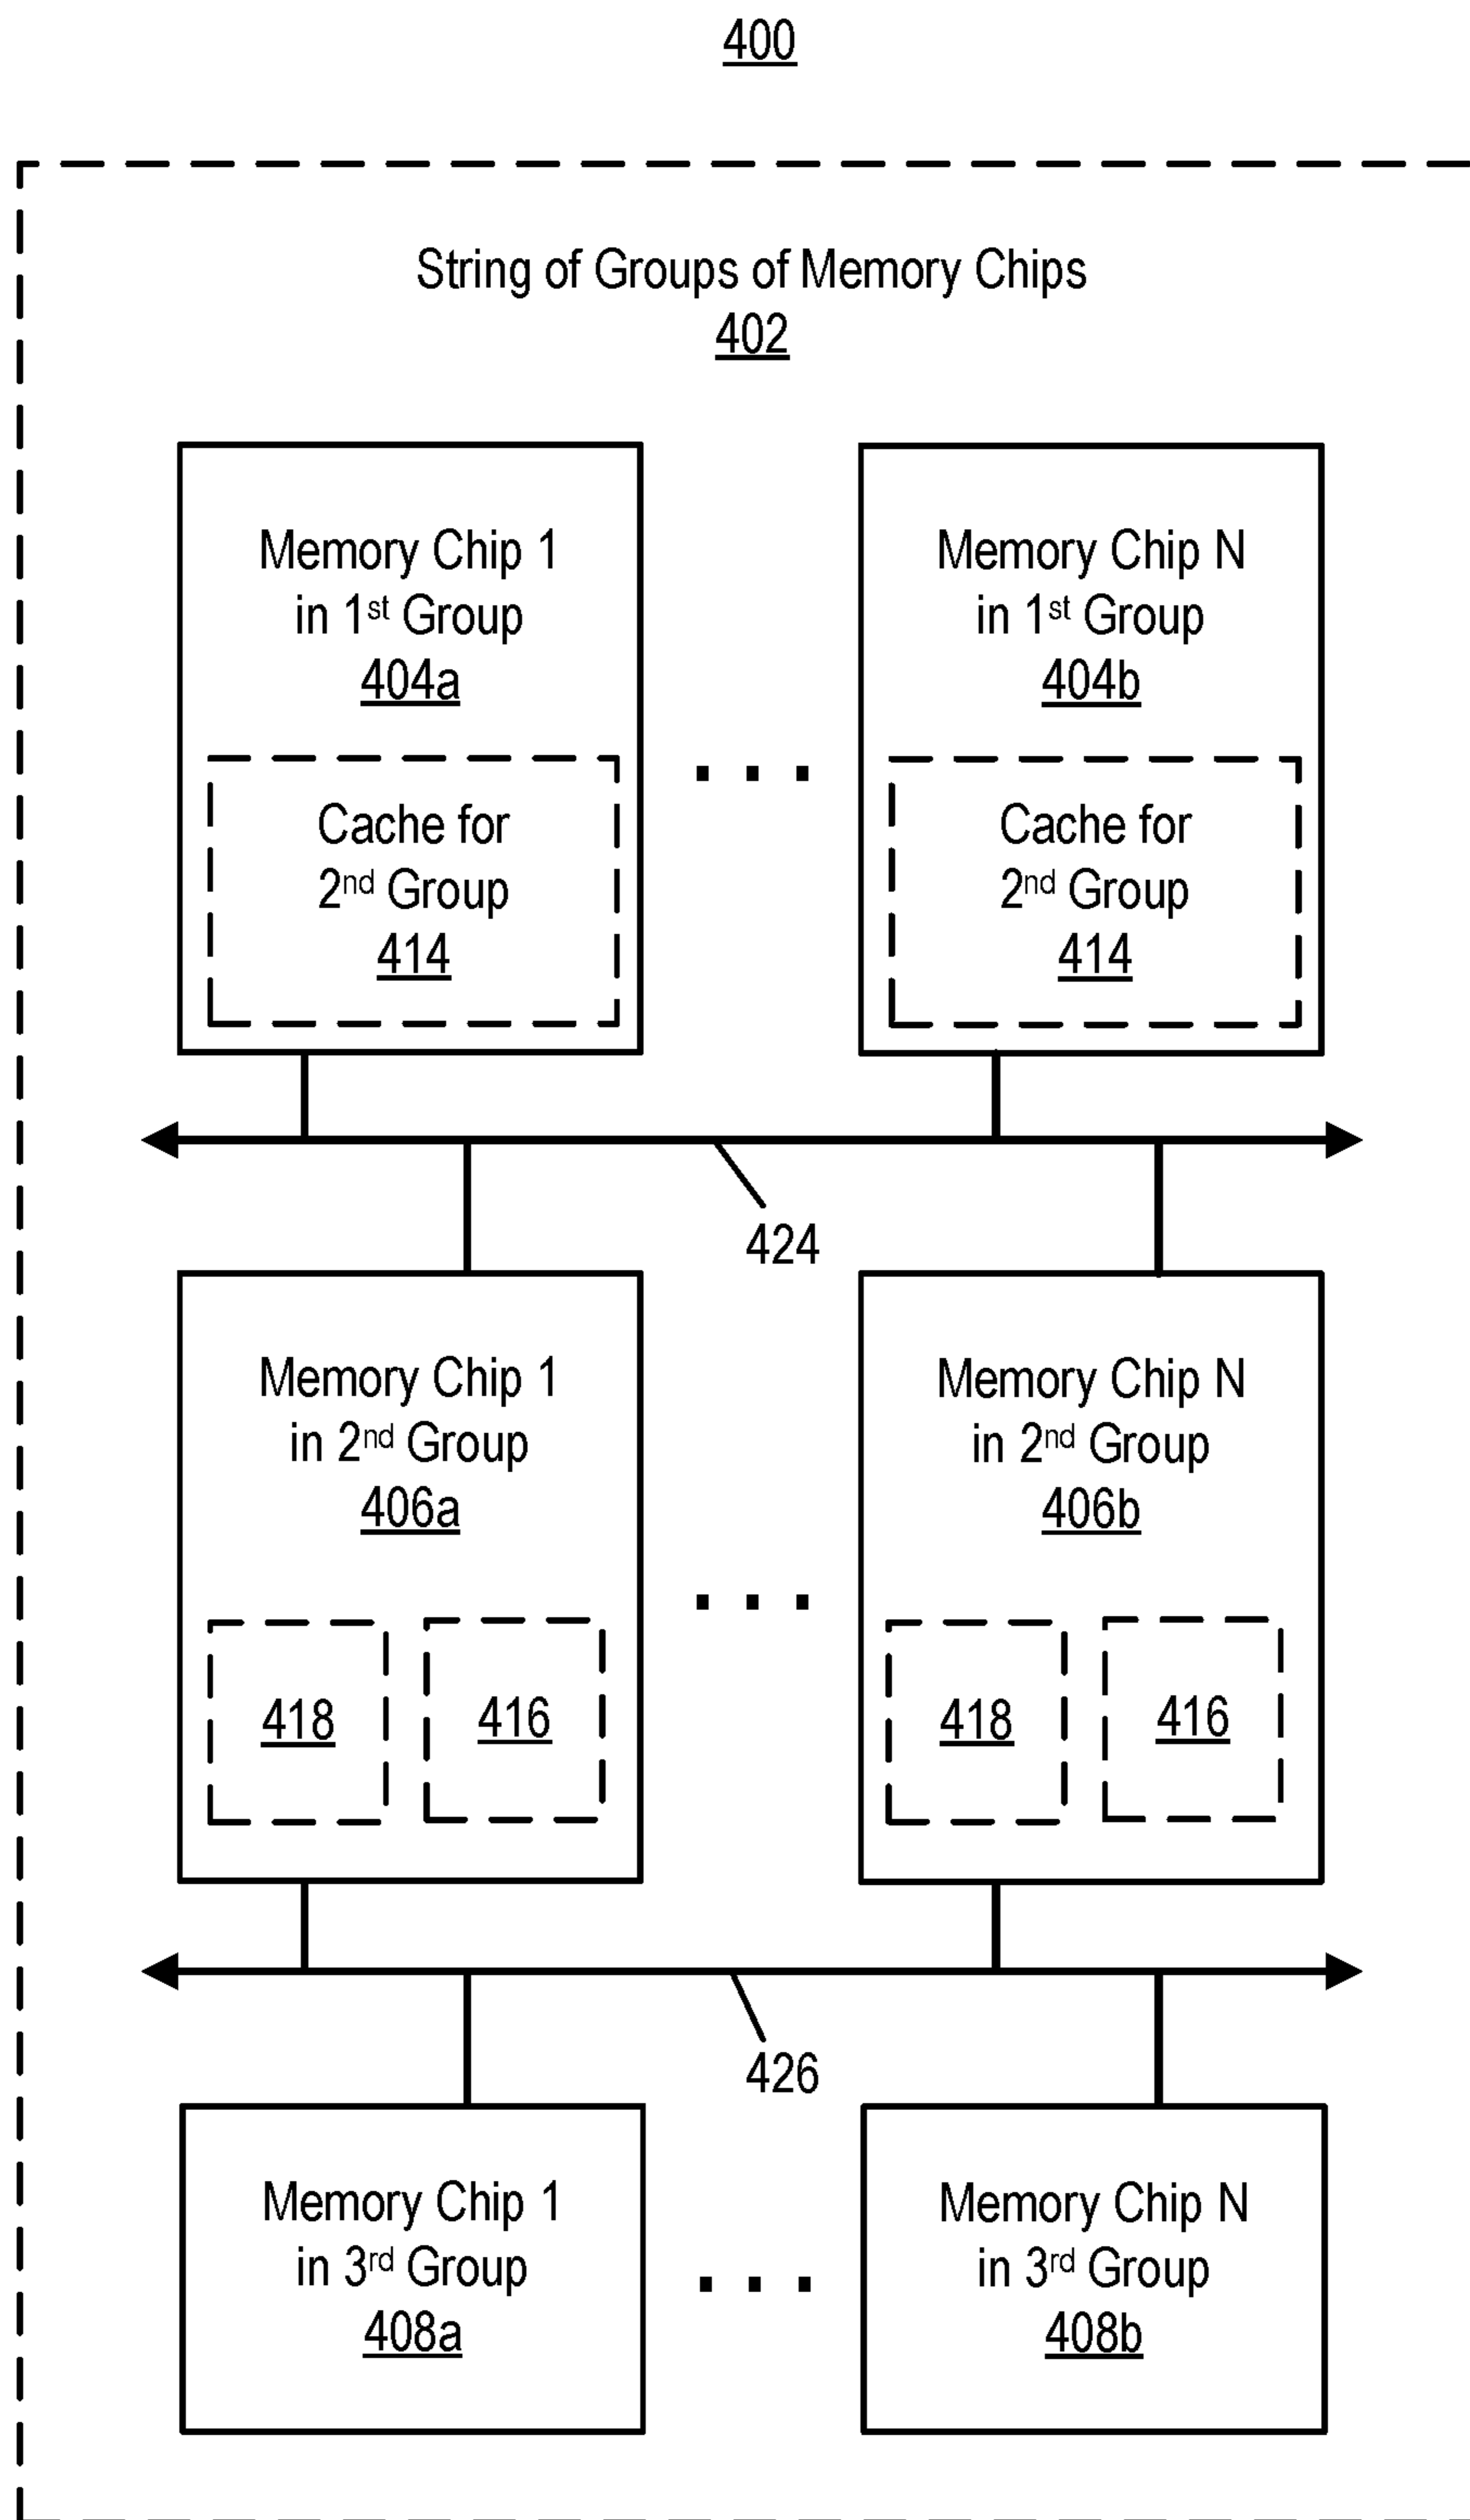 400
String of Groups of Memory Chips
402
Memory Chip 1
in 1st Group
404a
Cache for
2nd Group
414
Memory Chip N
in 1st Group
404b
Cache for
2nd Group
414
424
Memory Chip 1
in 2nd Group
406a
418
416
Memory Chip N
in 2nd Group
406b
418
416
426
Memory Chip 1
in 3rd Group
408a
Memory Chip N
in 3rd Group
408b